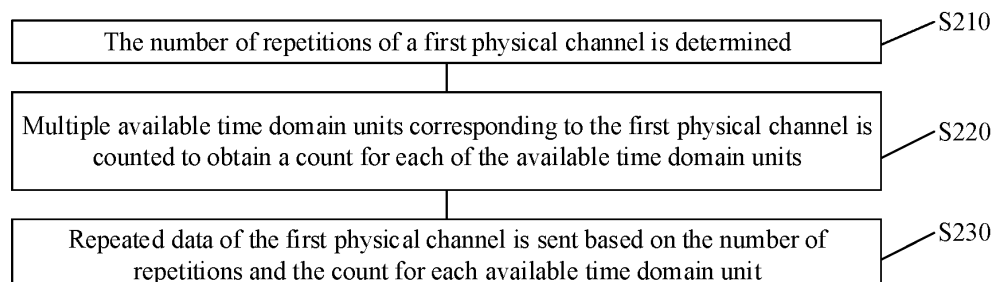 S210
The number of repetitions of a first physical channel is determined
Multiple available time domain units corresponding to the first physical channel is
counted to obtain a count for each of the available time domain units
S220
Repeated data of the first physical channel is sent based on the number of
repetitions and the count for each available time domain unit
S230